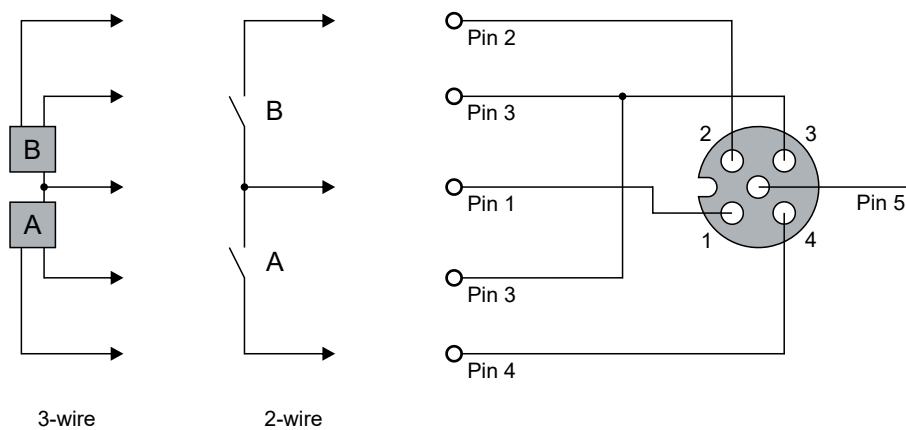 Pin 2
B
Pin 3
2
3
B
Pin 1
Pin 5
A
1
4
A
Pin 3
Pin 4
3-wire
2-wire